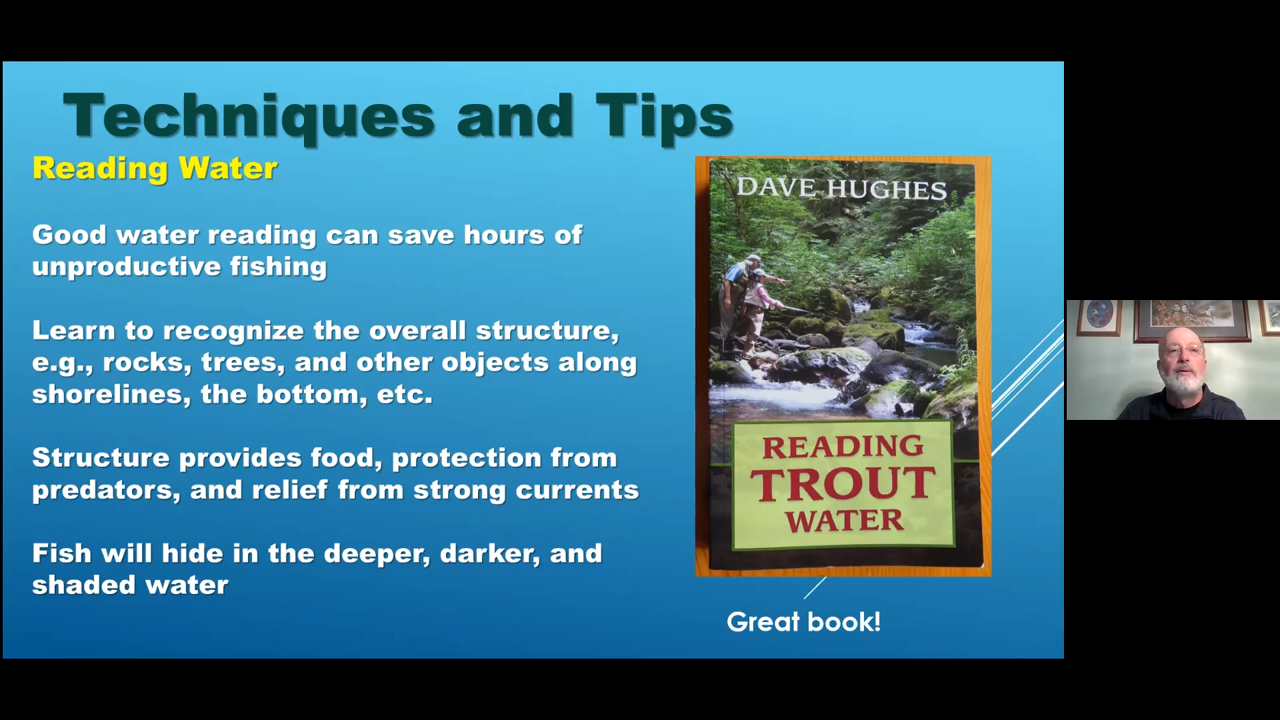 Techniques and Tips
Reading Water
Good water reading can save hours of
unproductive fishing
Learn to recognize the overall structure,
e.g., rocks, trees, and other objects along
shorelines, the bottom, etc.
Structure provides food, protection from
predators, and relief from strong currents
Fish will hide in the deeper, darker, and
shaded water
DAVE HUGHES
READING
TROUT
WATER
Great book!